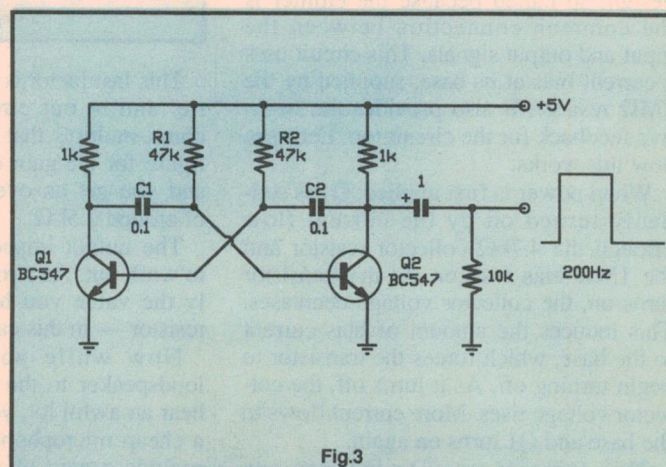 +5V
1k
R1
47k
R2
47k
1k
C1
0.1
C2
0.1
1
+
Q1
BC547
Q2
BC547
10k
200Hz
Fig.3